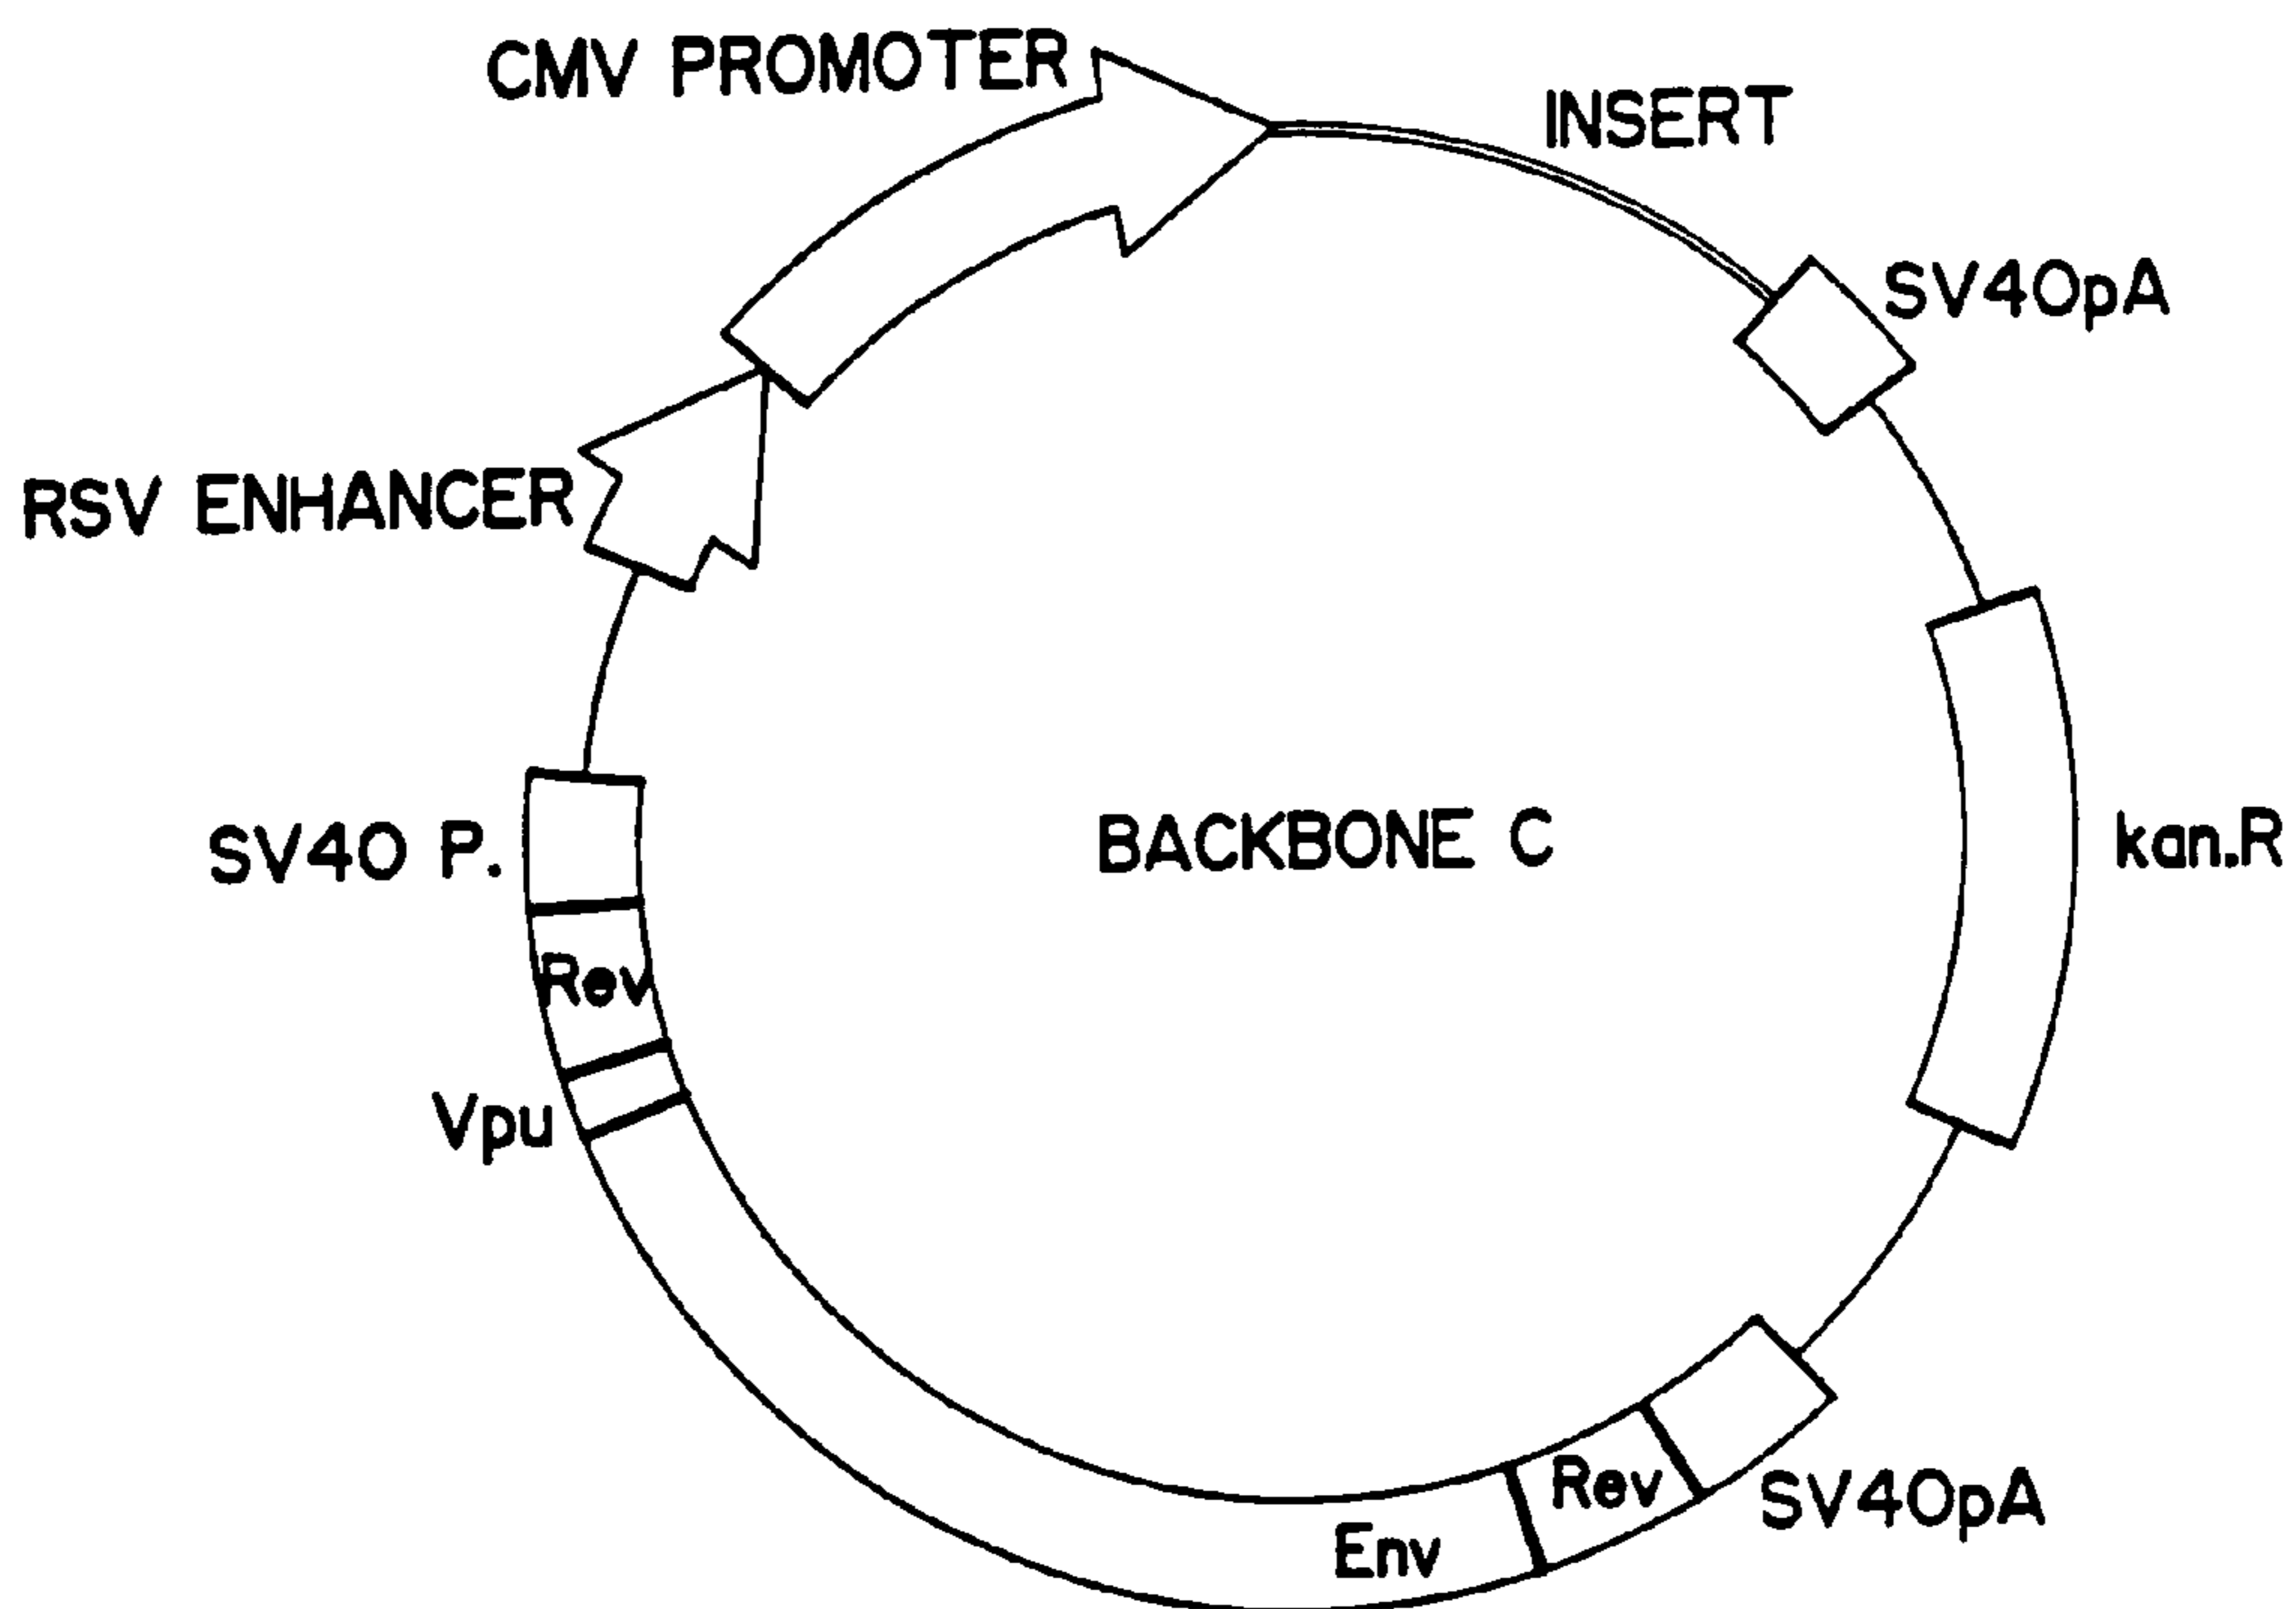 CMV PROMOTER
INSERT
SV40pA
RSV ENHANCER
SV40 P.
BACKBONE C
kan.R
Rev
Vpu
Rev
SV40pA
Env